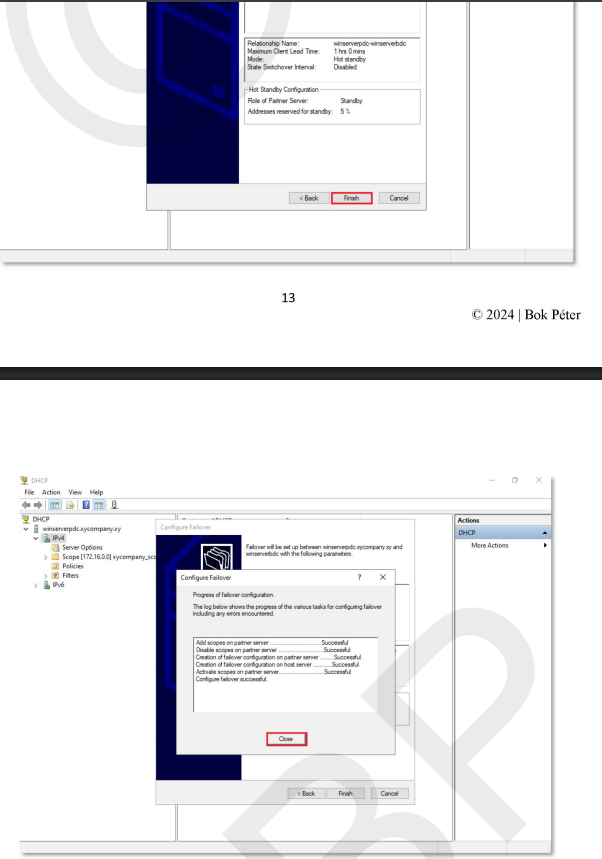 Relationship Name: winserverpdc-winserverbdc
Maximum Client Lead Time: 1 hrs 0 mins
Mode: Hot standby
State Switchover Interval: Disabled
Hot Standby Configuration
Role of Partner Server: Standby
Addresses reserved for standby: 5 %
< Back Finish Cancel
13
© 2024 | Bok Péter
DHCP
File Action View Help
DHCP
winserverpdc.xycompany.xy
IPv4
Server Options
Scope [172.16.0.0] xycompany_sco
Policies
Filters
IPv6
Configure Failover
Failover will be set up between winserverpdc.xycompany.xy and
winserverbdc with the following parameters.
Configure Failover ? ×
Progress of failover configuration.
The log below shows the progress of the various tasks for configuring failover
including any errors encountered.
Add scopes on partner server ........................Successful
Disable scopes on partner server .....................Successful
Creation of failover configuration on partner server .......Successful
Creation of failover configuration on host server .........Successful
Activate scopes on partner server.....................Successful
Configure failover successful.
Close
< Back Finish Cancel
Actions
DHCP
More Actions
BP